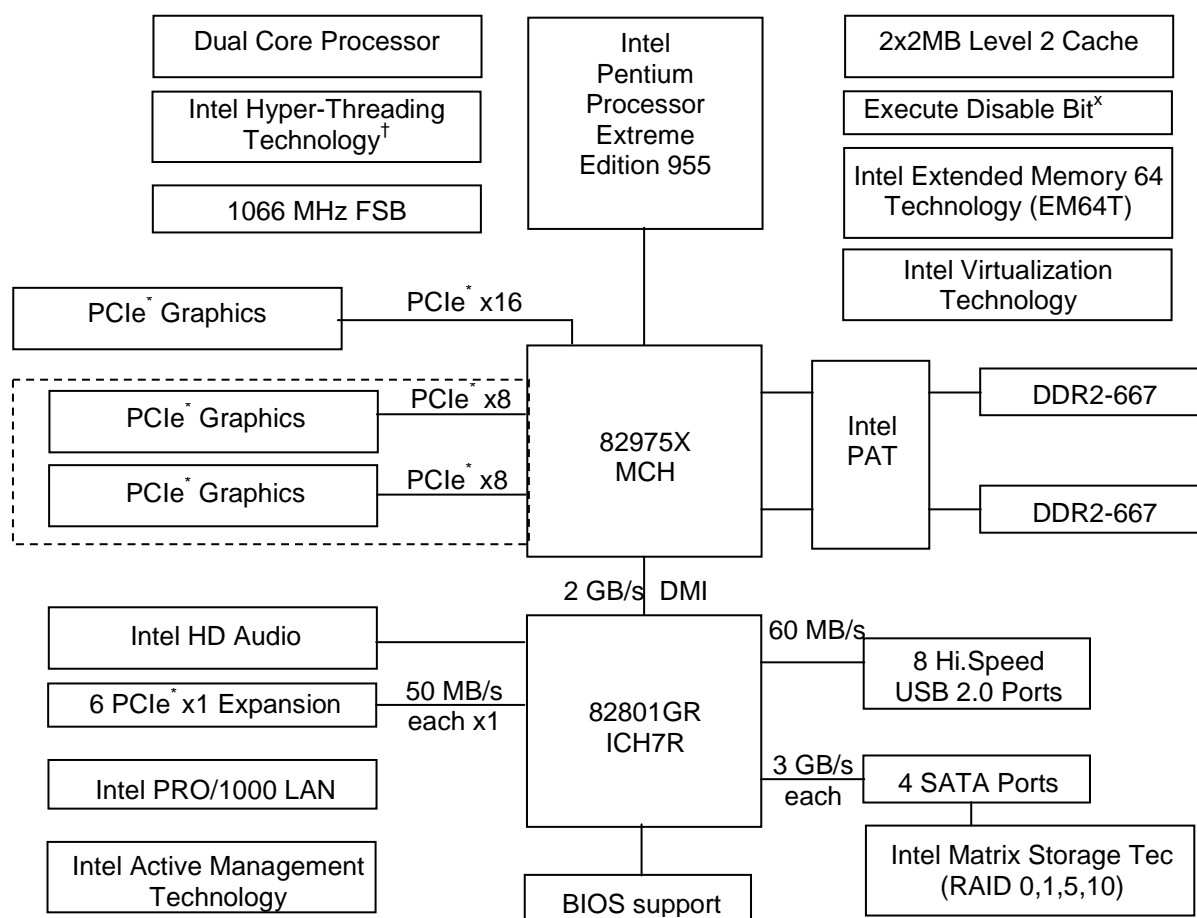 Dual Core Processor
Intel Hyper-Threading
Technology†
1066 MHz FSB
Intel
Pentium
Processor
Extreme
Edition 955
2x2MB Level 2 Cache
Execute Disable Bitˣ
Intel Extended Memory 64
Technology (EM64T)
Intel Virtualization
Technology
PCIe* Graphics
PCIe* x16
PCIe* Graphics
PCIe* x8
PCIe* Graphics
PCIe* x8
82975X
MCH
Intel
PAT
DDR2-667
DDR2-667
2 GB/s DMI
Intel HD Audio
6 PCIe* x1 Expansion
50 MB/s
each x1
Intel PRO/1000 LAN
Intel Active Management
Technology
82801GR
ICH7R
60 MB/s
8 Hi.Speed
USB 2.0 Ports
3 GB/s
each
4 SATA Ports
Intel Matrix Storage Tec
(RAID 0,1,5,10)
BIOS support